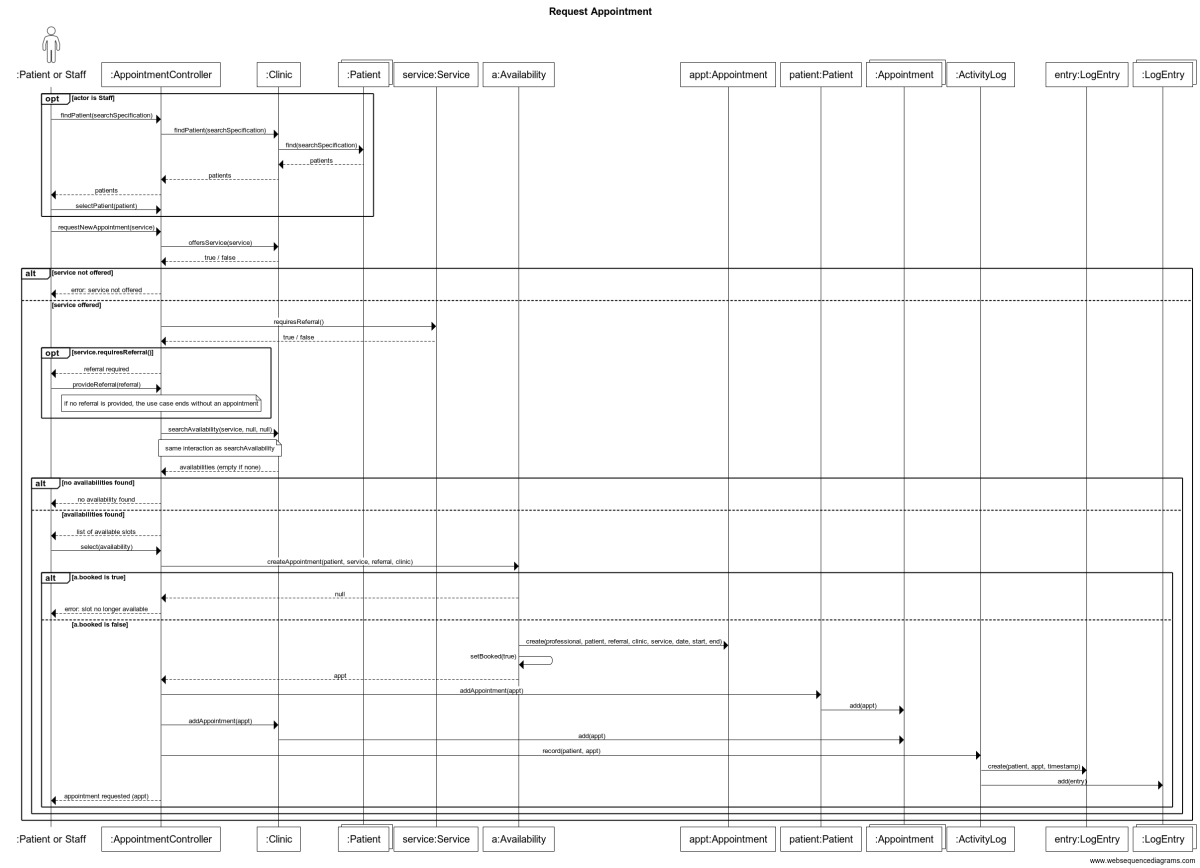 Request Appointment
:Patient or Staff
:AppointmentController
:Clinic
:Patient
service:Service
a:Availability
appt:Appointment
patient:Patient
:Appointment
:ActivityLog
entry:LogEntry
:LogEntry
opt
[actor is Staff]
findPatient(searchSpecification)
findPatient(searchSpecification)
find(searchSpecification)
patients
patients
patients
selectPatient(patient)
requestNewAppointment(service)
offersService(service)
true / false
alt
[service not offered]
error: service not offered
[service offered]
requiresReferral()
true / false
opt
[service.requiresReferral()]
referral required
provideReferral(referral)
if no referral is provided, the use case ends without an appointment
searchAvailability(service, null, null)
same interaction as searchAvailability
availabilities (empty if none)
alt
[no availabilities found]
no availability found
[availabilities found]
list of available slots
select(availability)
createAppointment(patient, service, referral, clinic)
alt
[a.booked is true]
null
error: slot no longer available
[a.booked is false]
create(professional, patient, referral, clinic, service, date, start, end)
setBooked(true)
appt
addAppointment(appt)
add(appt)
addAppointment(appt)
add(appt)
record(patient, appt)
create(patient, appt, timestamp)
add(entry)
appointment requested (appt)
:Patient or Staff
:AppointmentController
:Clinic
:Patient
service:Service
a:Availability
appt:Appointment
patient:Patient
:Appointment
:ActivityLog
entry:LogEntry
:LogEntry
www.websequencediagrams.com